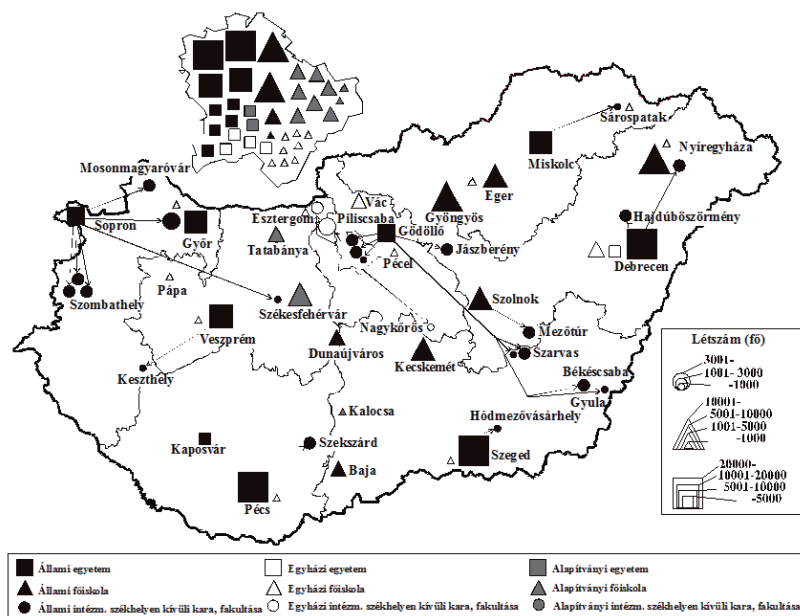 Sárospatak
Miskolc
Nyíregyháza
Mosonmagyaróvár
Eger
Vác
Gyöngyös
Esztergom
Piliscsaba
Hajdúböszörmény
Sopron
Győr
Gödöllő
Tatabánya
Jászberény
Debrecen
Pécel
Pápa
Szombathely
Székesfehérvár
Szolnok
Nagykőrös
Mezőtúr
Veszprém
Dunaújváros
Szarvas
Kecskemét
Keszthely
Békéscsaba
Gyula
Kalocsa
Hódmezővásárhely
Kaposvár
Szekszárd
Szeged
Baja
Pécs
Létszám (fő)
3001-
1001- 3000
-1000
10001-
5001-10000
1001-5000
-1000
20000-
10001-20000
5001-10000
-5000
Állami egyetem
Egyházi egyetem
Alapítványi egyetem
Állami főiskola
Egyházi főiskola
Alapítványi főiskola
Állami intézm. székhelyen kívüli kara, fakultása
Egyházi intézm. székhelyen kívüli kara, fakultása
Alapítványi intézm. székhelyen kívüli kara, fakultása